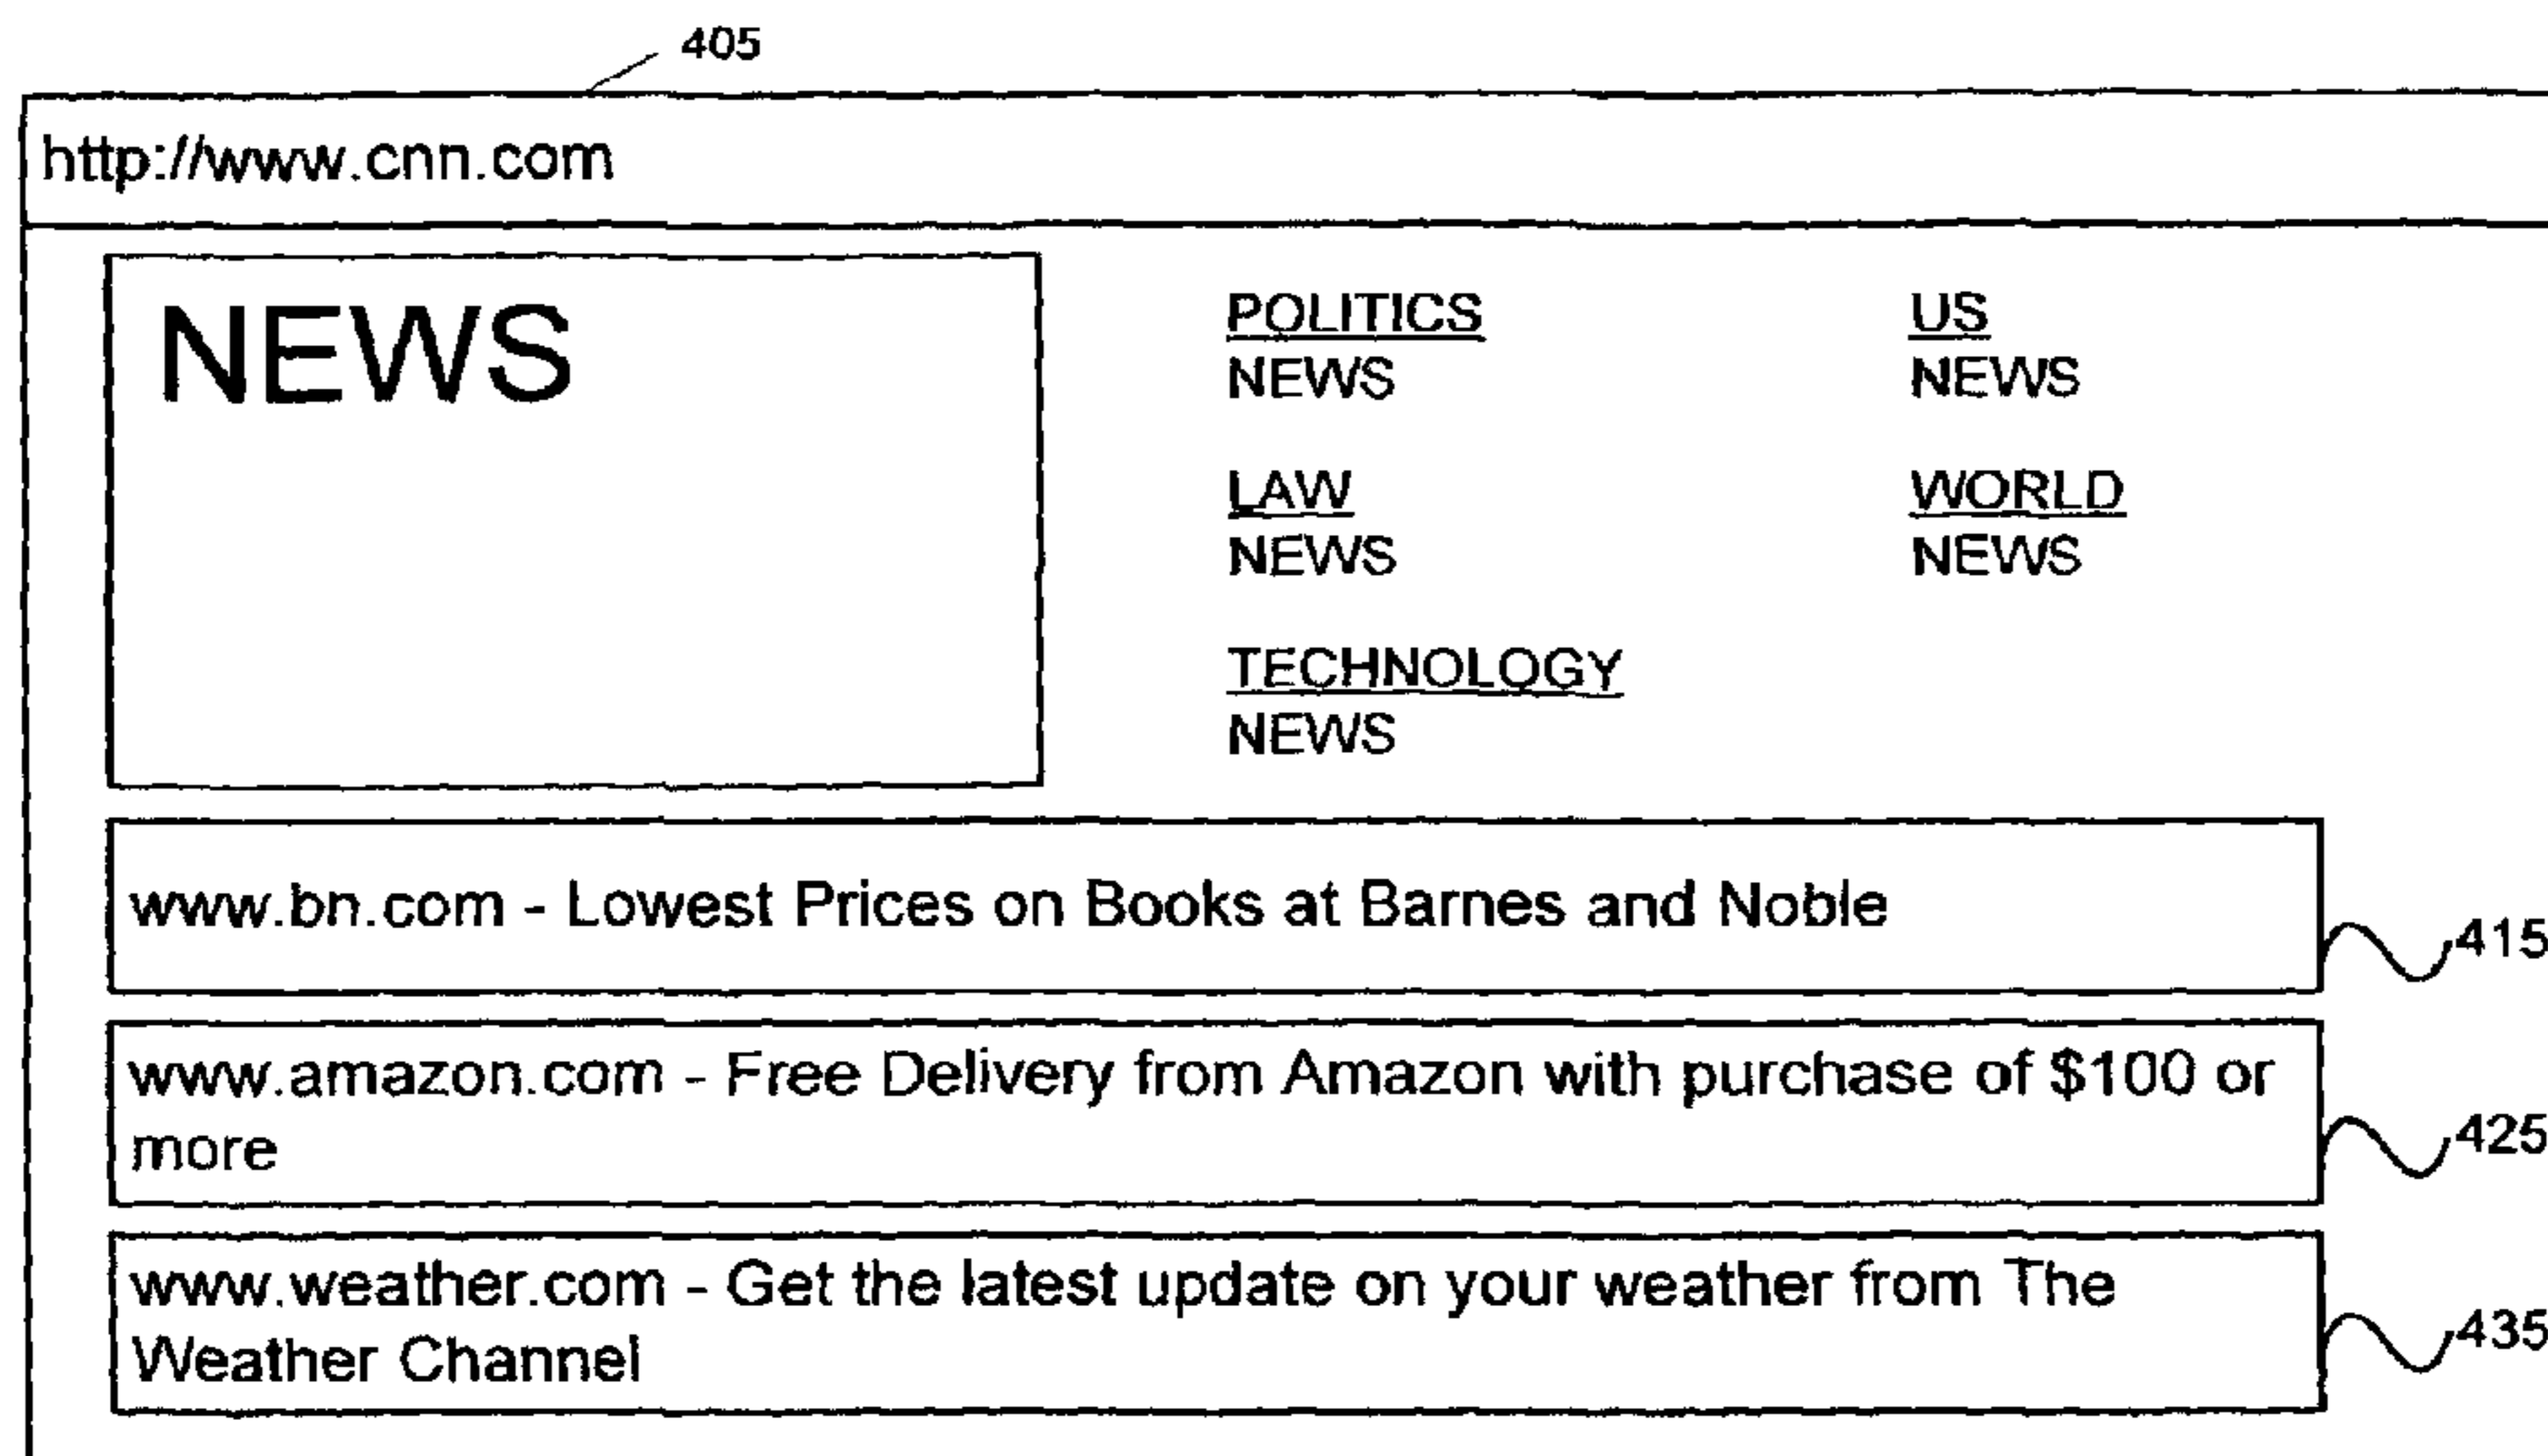 405
http://www.cnn.com
NEWS
POLITICS
NEWS
US
NEWS
LAW
NEWS
WORLD
NEWS
TECHNOLOGY
NEWS
www.bn.com - Lowest Prices on Books at Barnes and Noble
415
www.amazon.com - Free Delivery from Amazon with purchase of $100 or
more
425
www.weather.com - Get the latest update on your weather from The
Weather Channel
435